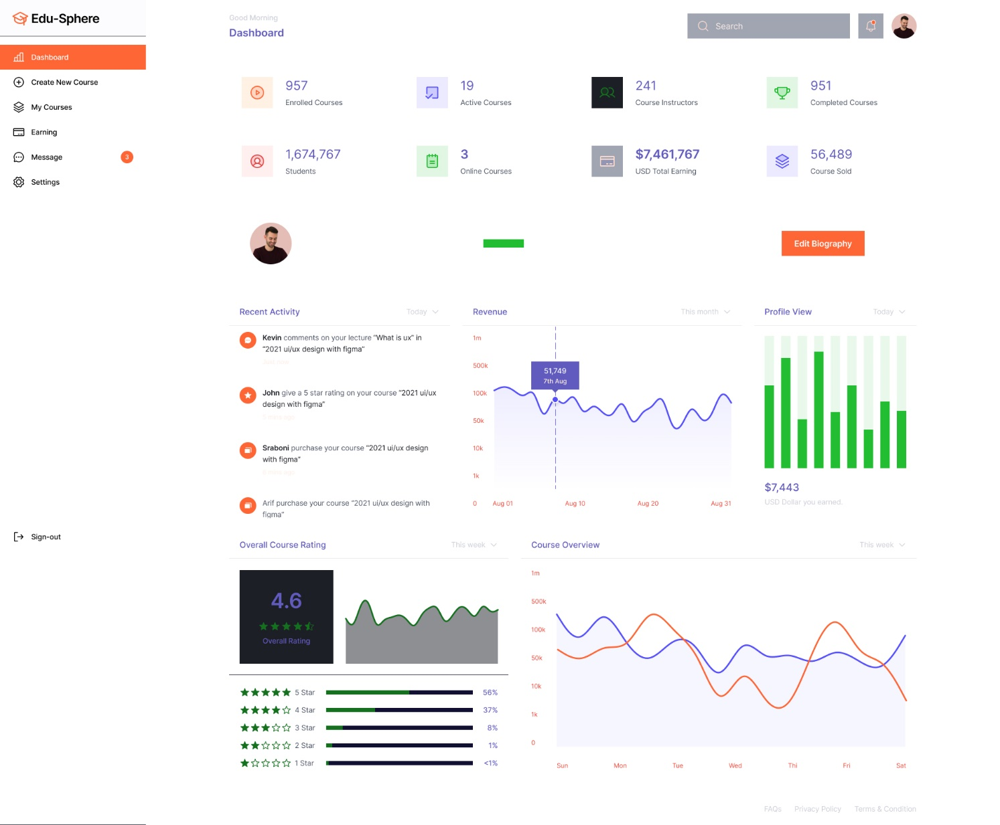 Edu-Sphere
Dashboard
Create New Course
My Courses
Earning
Message
3
Settings
Sign-out
Good Morning
Dashboard
Search
957
Enrolled Courses
19
Active Courses
241
Course Instructors
951
Completed Courses
1,674,767
Students
3
Online Courses
$7,461,767
USD Total Earning
56,489
Course Sold
Edit Biography
Recent Activity
Today
Kevin comments on your lecture “What is ux” in
“2021 ui/ux design with figma”
Just now
John give a 5 star rating on your course “2021 ui/ux
design with figma”
5 mins ago
Sraboni purchase your course “2021 ui/ux design
with figma”
6 mins ago
Arif purchase your course “2021 ui/ux design with
figma”
Revenue
This month
1m
500k
100k
50k
10k
1k
0
51,749
7th Aug
Aug 01
Aug 10
Aug 20
Aug 31
Profile View
Today
$7,443
USD Dollar you earned.
Overall Course Rating
This week
4.6
Overall Rating
5 Star
56%
4 Star
37%
3 Star
8%
2 Star
1%
1 Star
<1%
Course Overview
This week
1m
500k
100k
50k
10k
1k
0
Sun
Mon
Tue
Wed
Thi
Fri
Sat
FAQs
Privacy Policy
Terms & Condition